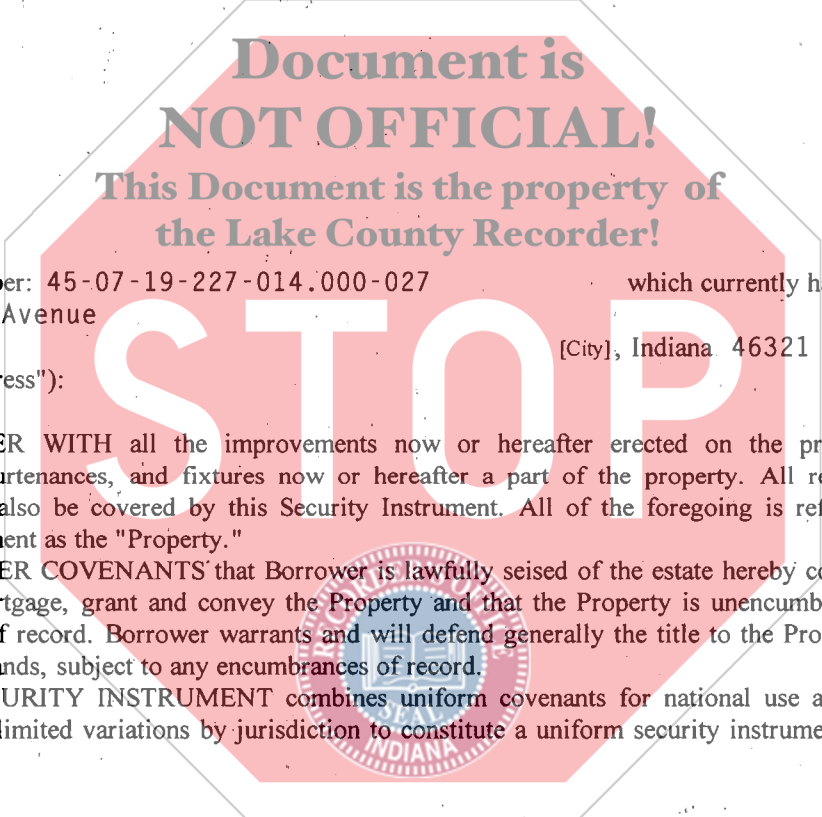 Document is
NOT OFFICIAL!
This Document is the property of
the Lake County Recorder!
er: 45-07-19-227-014.000-027 which currently h
Avenue
[City], Indiana 46321
ress"):
STOP
ER WITH all the improvements now or hereafter erected on the pr
urtenances, and fixtures now or hereafter a part of the property. All re
also be covered by this Security Instrument. All of the foregoing is ref
ent as the "Property."
ER COVENANTS that Borrower is lawfully seised of the estate hereby co
rtgage, grant and convey the Property and that the Property is unencumb
f record. Borrower warrants and will defend generally the title to the Pro
nds, subject to any encumbrances of record.
URITY INSTRUMENT combines uniform covenants for national use a
limited variations by jurisdiction to constitute a uniform security instrume
RECORDER'S OFFICE
SEAL
INDIANA